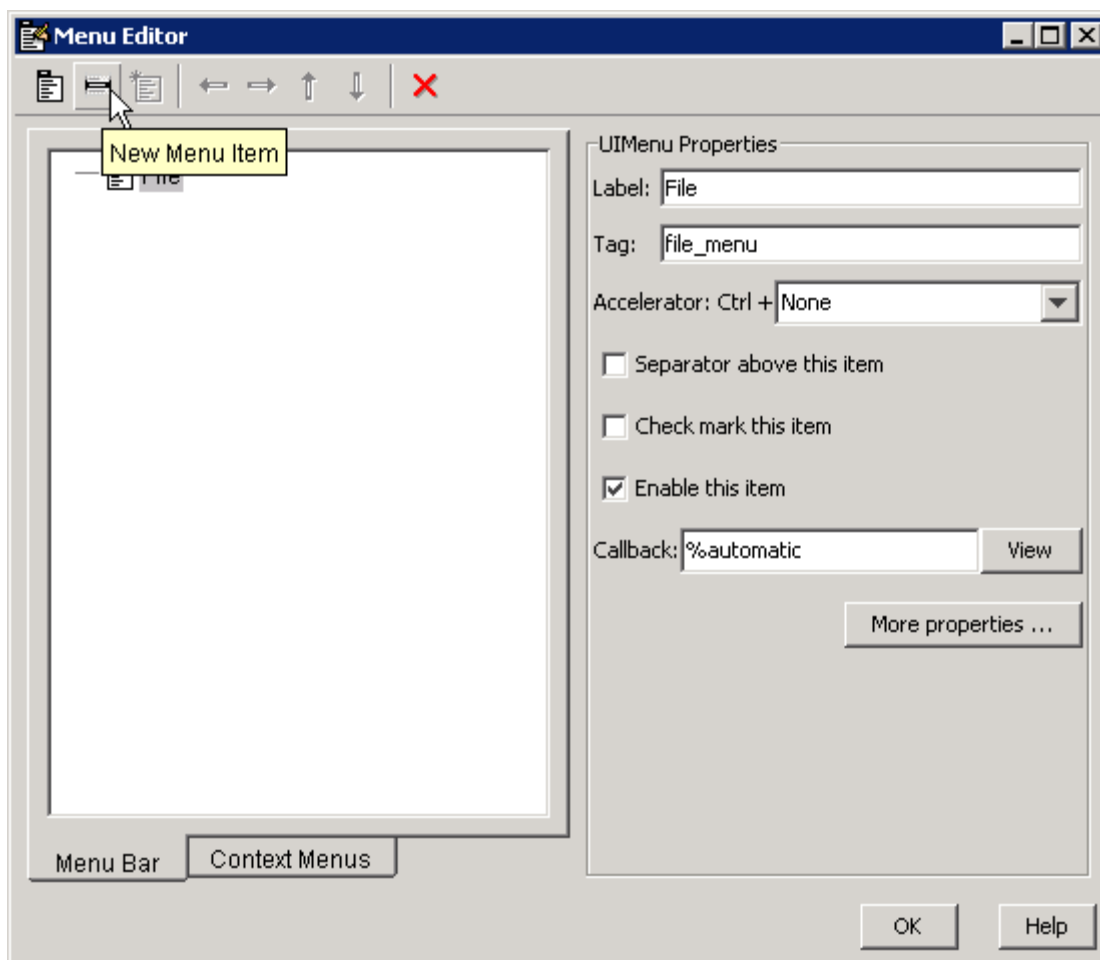 Menu Editor
New Menu Item
File
UIMenu Properties
Label: File
Tag: file_menu
Accelerator: Ctrl + None
Separator above this item
Check mark this item
Enable this item
Callback: %automatic View
More properties ...
Menu Bar Context Menus
OK Help